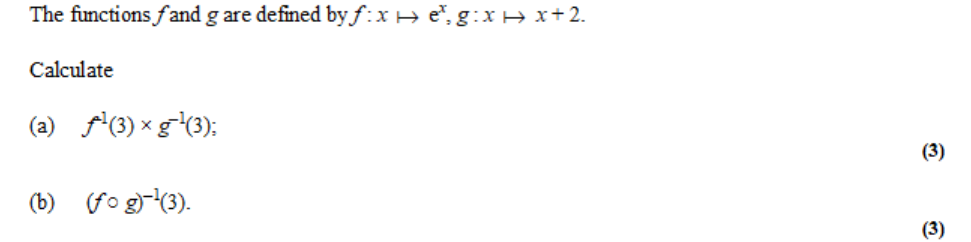 The functions f and g are defined by f : x ↦ eˣ, g : x ↦ x + 2.
Calculate
(a) f⁻¹(3) × g⁻¹(3);
(3)
(b) (f ∘ g)⁻¹(3).
(3)